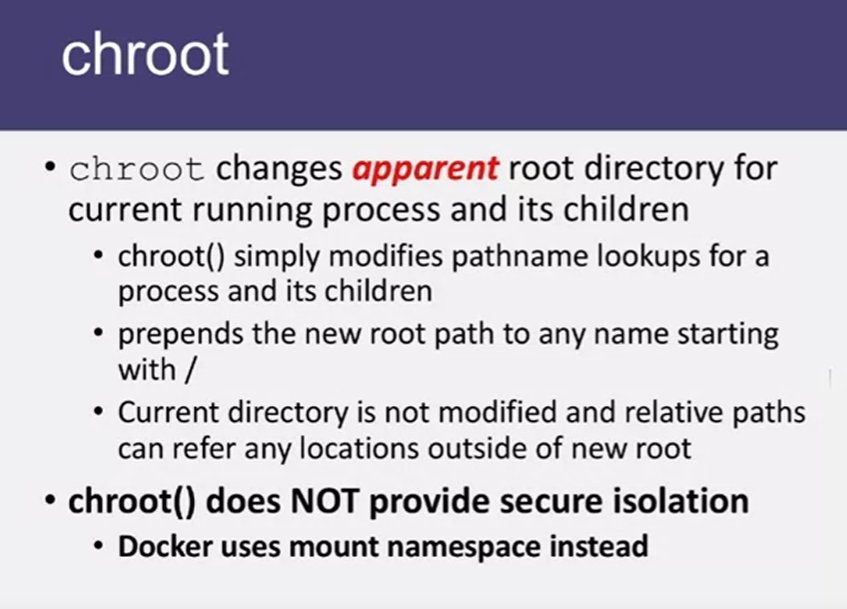 chroot
• chroot changes apparent root directory for
current running process and its children
• chroot() simply modifies pathname lookups for a
process and its children
• prepends the new root path to any name starting
with /
• Current directory is not modified and relative paths
can refer any locations outside of new root
• chroot() does NOT provide secure isolation
• Docker uses mount namespace instead